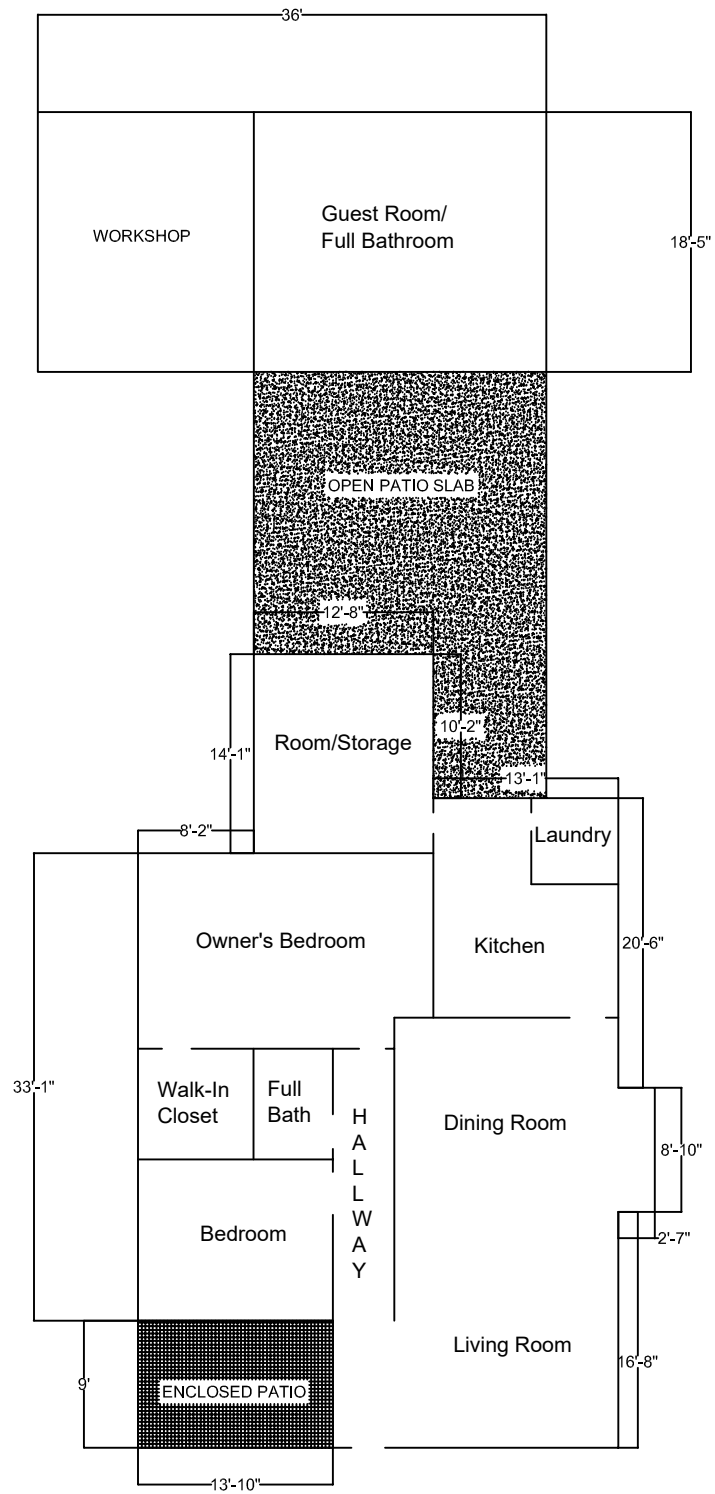 36'
Guest Room/
Full Bathroom
WORKSHOP
18'-5"
OPEN PATIO SLAB
12'-8"
10'-2"
Room/Storage
14'-1"
13'-1"
8'-2"
Laundry
Owner's Bedroom
Kitchen
20'-6"
33'-1"
Walk-In
Closet
Full
Bath
H
A
L
L
W
A
Y
Dining Room
8'-10"
Bedroom
2'-7"
Living Room
16'-8"
9'
ENCLOSED PATIO
13'-10"